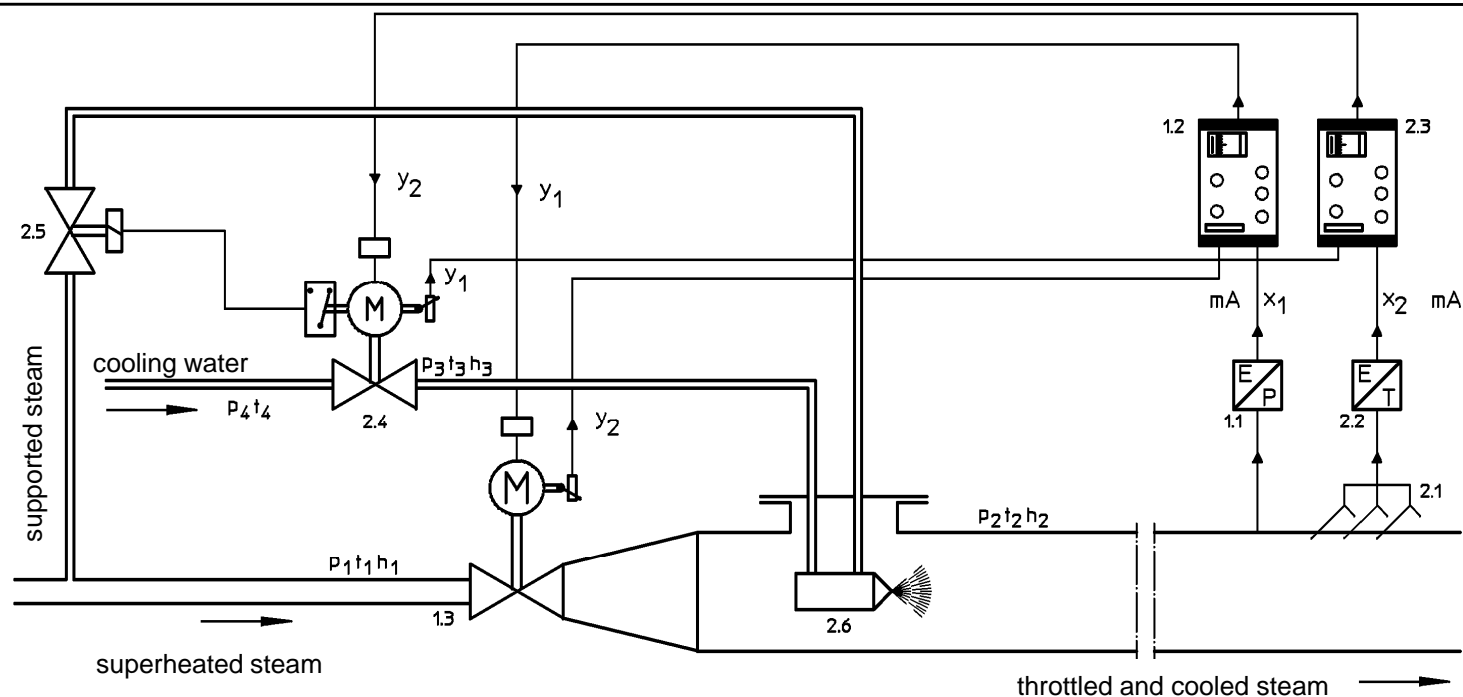 1.2
2.3
y₂
y₁
2.5
y₁
M
mA
x₁
x₂
mA
cooling water
p₃t₃h₃
E
P
E
T
p₄t₄
2.4
1.1
2.2
y₂
supported steam
M
2.1
p₂t₂h₂
p₁t₁h₁
1.3
2.6
superheated steam
throttled and cooled steam